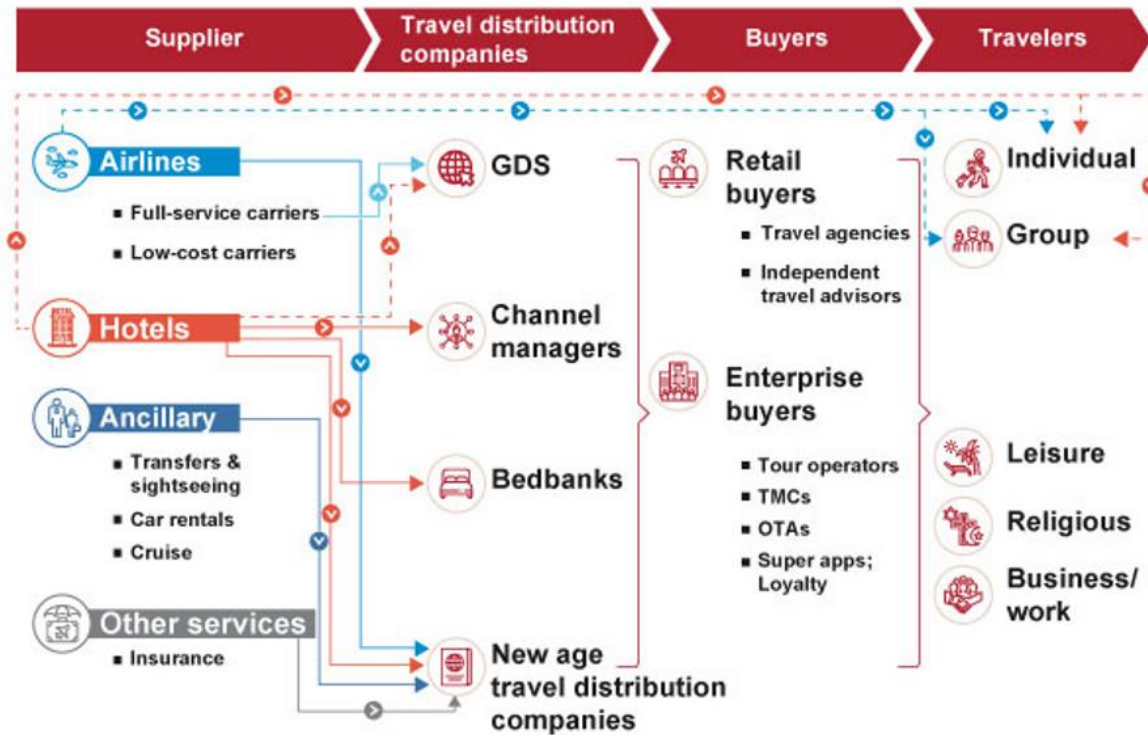 Supplier
Travel distribution
companies
Buyers
Travelers
Airlines
▪ Full-service carriers
▪ Low-cost carriers
Hotels
Ancillary
▪ Transfers &
sightseeing
▪ Car rentals
▪ Cruise
Other services
▪ Insurance
GDS
Channel
managers
Bedbanks
New age
travel distribution
companies
Retail
buyers
▪ Travel agencies
▪ Independent
travel advisors
Enterprise
buyers
▪ Tour operators
▪ TMCs
▪ OTAs
▪ Super apps;
Loyalty
Individual
Group
Leisure
Religious
Business/
work